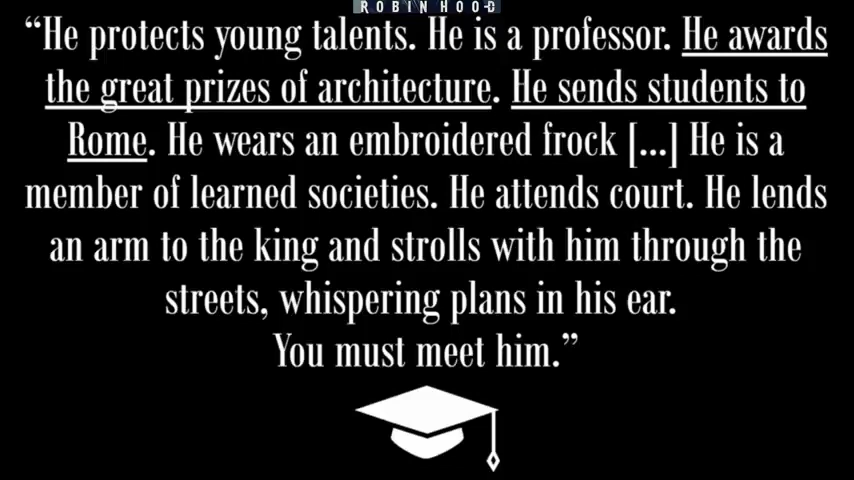 ROBIN HOOD
“He protects young talents. He is a professor. He awards
the great prizes of architecture. He sends students to
Rome. He wears an embroidered frock [...] He is a
member of learned societies. He attends court. He lends
an arm to the king and strolls with him through the
streets, whispering plans in his ear.
You must meet him.”